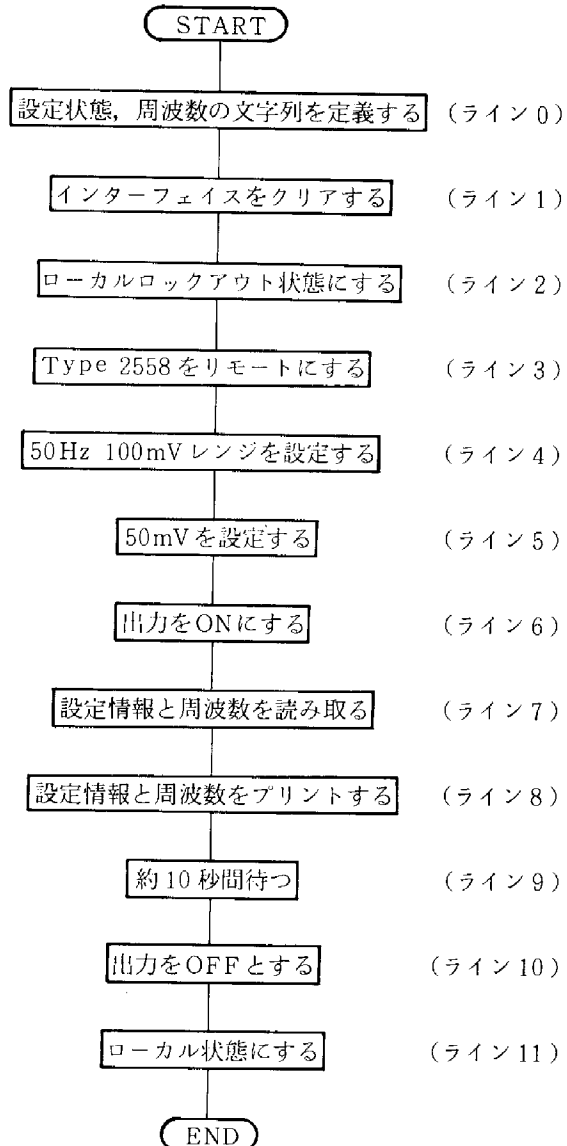 START
設定状態,周波数の文字列を定義する (ライン0)
インターフェイスをクリアする (ライン1)
ローカルロックアウト状態にする (ライン2)
Type 2558をリモートにする (ライン3)
50Hz 100mVレンジを設定する (ライン4)
50mVを設定する (ライン5)
出力をONにする (ライン6)
設定情報と周波数を読み取る (ライン7)
設定情報と周波数をプリントする (ライン8)
約10秒間待つ (ライン9)
出力をOFFとする (ライン10)
ローカル状態にする (ライン11)
END